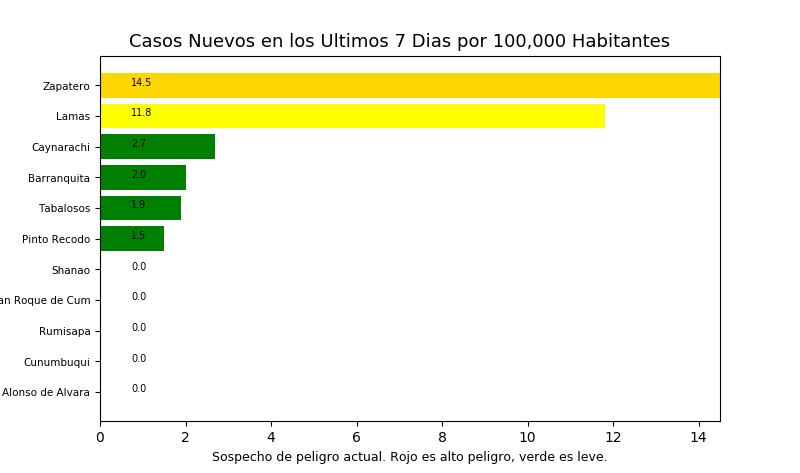 Casos Nuevos en los Ultimos 7 Dias por 100,000 Habitantes
Zapatero 14.5
Lamas 11.8
Caynarachi 2.7
Barranquita 2.0
Tabalosos 1.9
Pinto Recodo 1.5
Shanao 0.0
an Roque de Cum 0.0
Rumisapa 0.0
Cunumbuqui 0.0
Alonso de Alvara 0.0
0 2 4 6 8 10 12 14
Sospecho de peligro actual. Rojo es alto peligro, verde es leve.